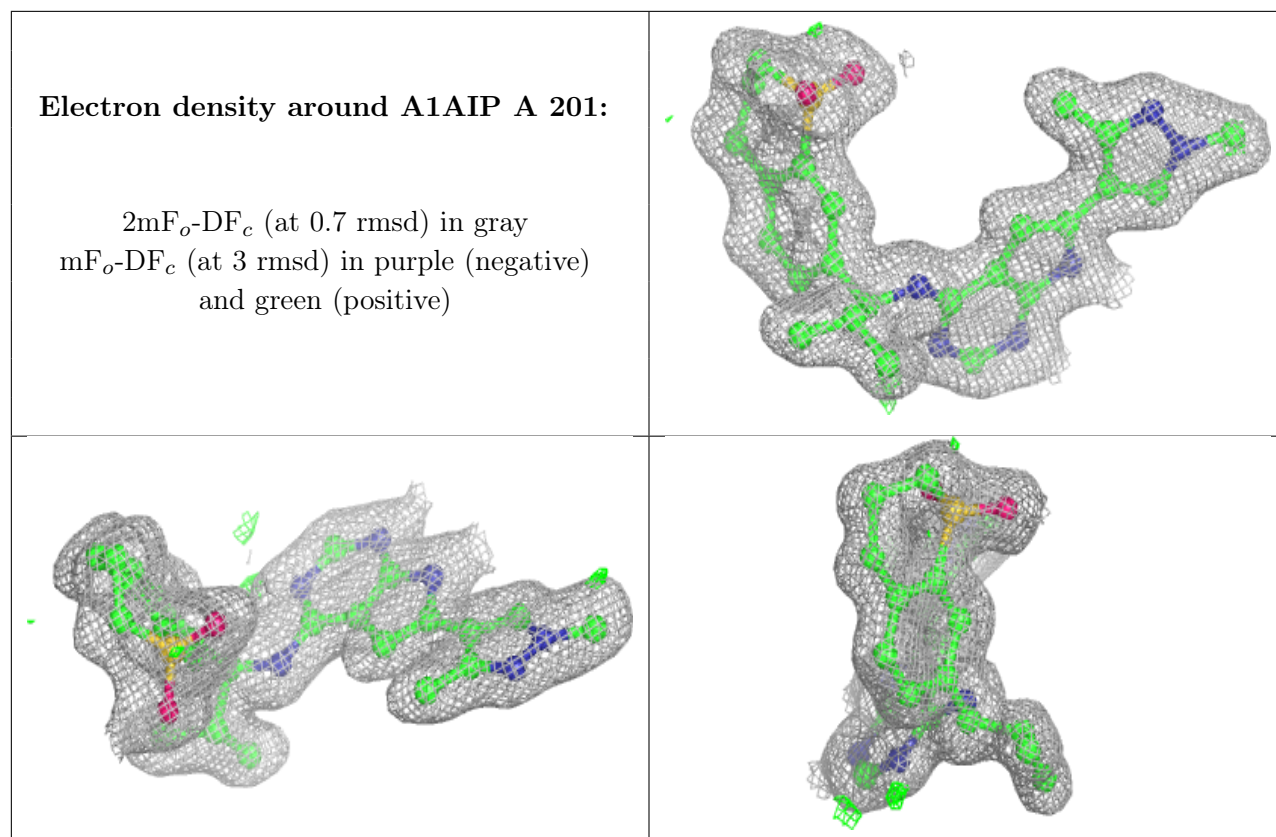 Electron density around A1AIP A 201:
2mFo-DFc (at 0.7 rmsd) in gray
mFo-DFc (at 3 rmsd) in purple (negative)
and green (positive)